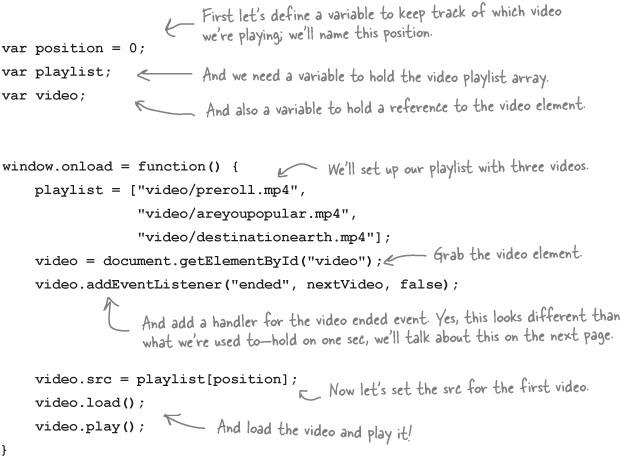 First let's define a variable to keep track of which video
we're playing; we'll name this position.
var position = 0;
var playlist;
And we need a variable to hold the video playlist array.
var video;
And also a variable to hold a reference to the video element.
window.onload = function() {
We'll set up our playlist with three videos.
playlist = ["video/preroll.mp4",
"video/areyoupopular.mp4",
"video/destinationearth.mp4"];
video = document.getElementById("video");
Grab the video element.
video.addEventListener("ended", nextVideo, false);
And add a handler for the video ended event. Yes, this looks different than
what we're used to—hold on one sec, we'll talk about this on the next page.
video.src = playlist[position];
Now let's set the src for the first video.
video.load();
video.play();
And load the video and play it!
}